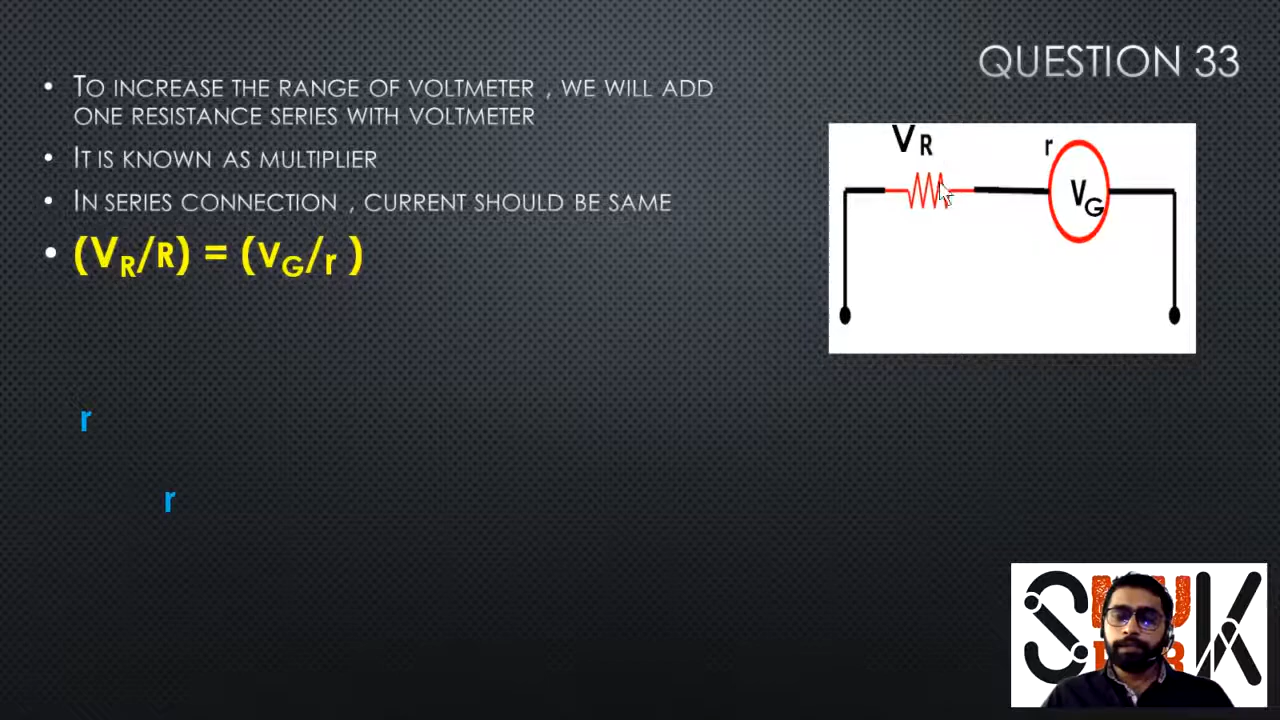 QUESTION 33
• TO INCREASE THE RANGE OF VOLTMETER , WE WILL ADD
ONE RESISTANCE SERIES WITH VOLTMETER
• IT IS KNOWN AS MULTIPLIER
• IN SERIES CONNECTION , CURRENT SHOULD BE SAME
• (VR/R) = (VG/r )
V R
r
VG
r
r